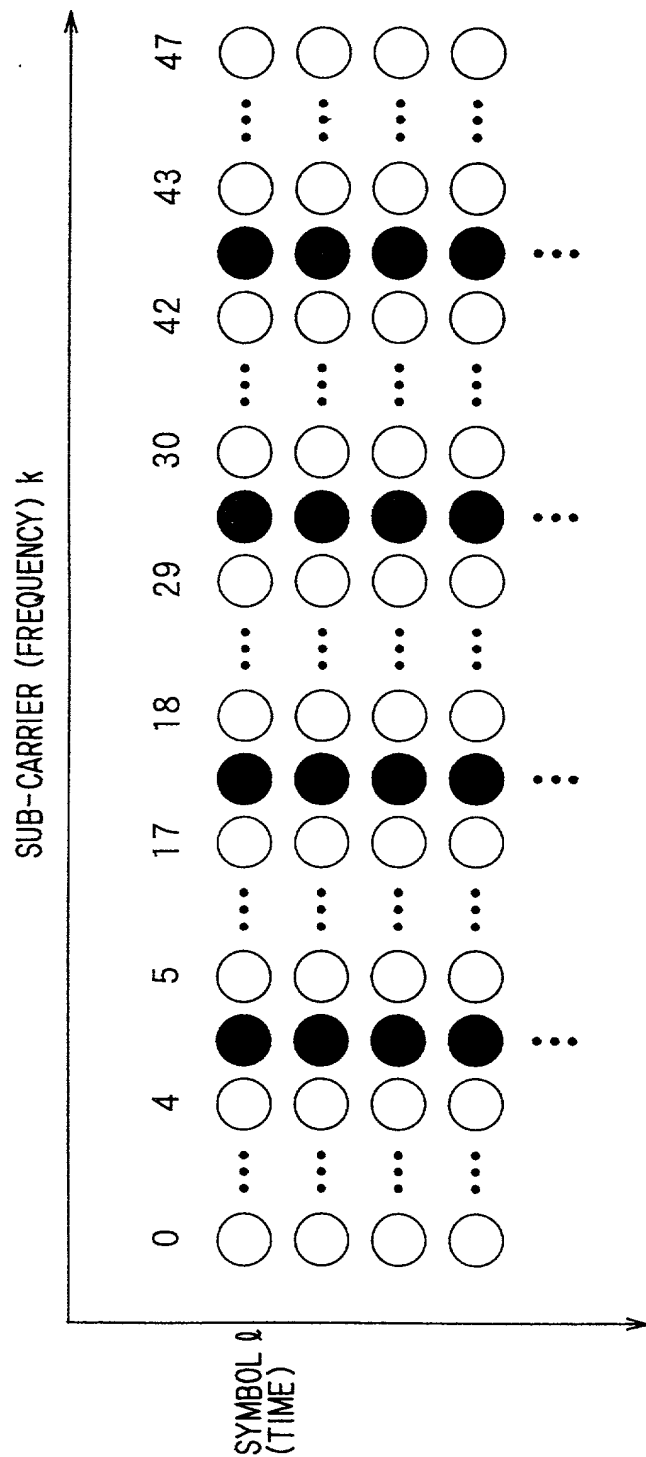 SUB-CARRIER (FREQUENCY) k
0 ••• 4 5 ••• 17 18 ••• 29 30 ••• 42 43 ••• 47
SYMBOL ℓ
(TIME)